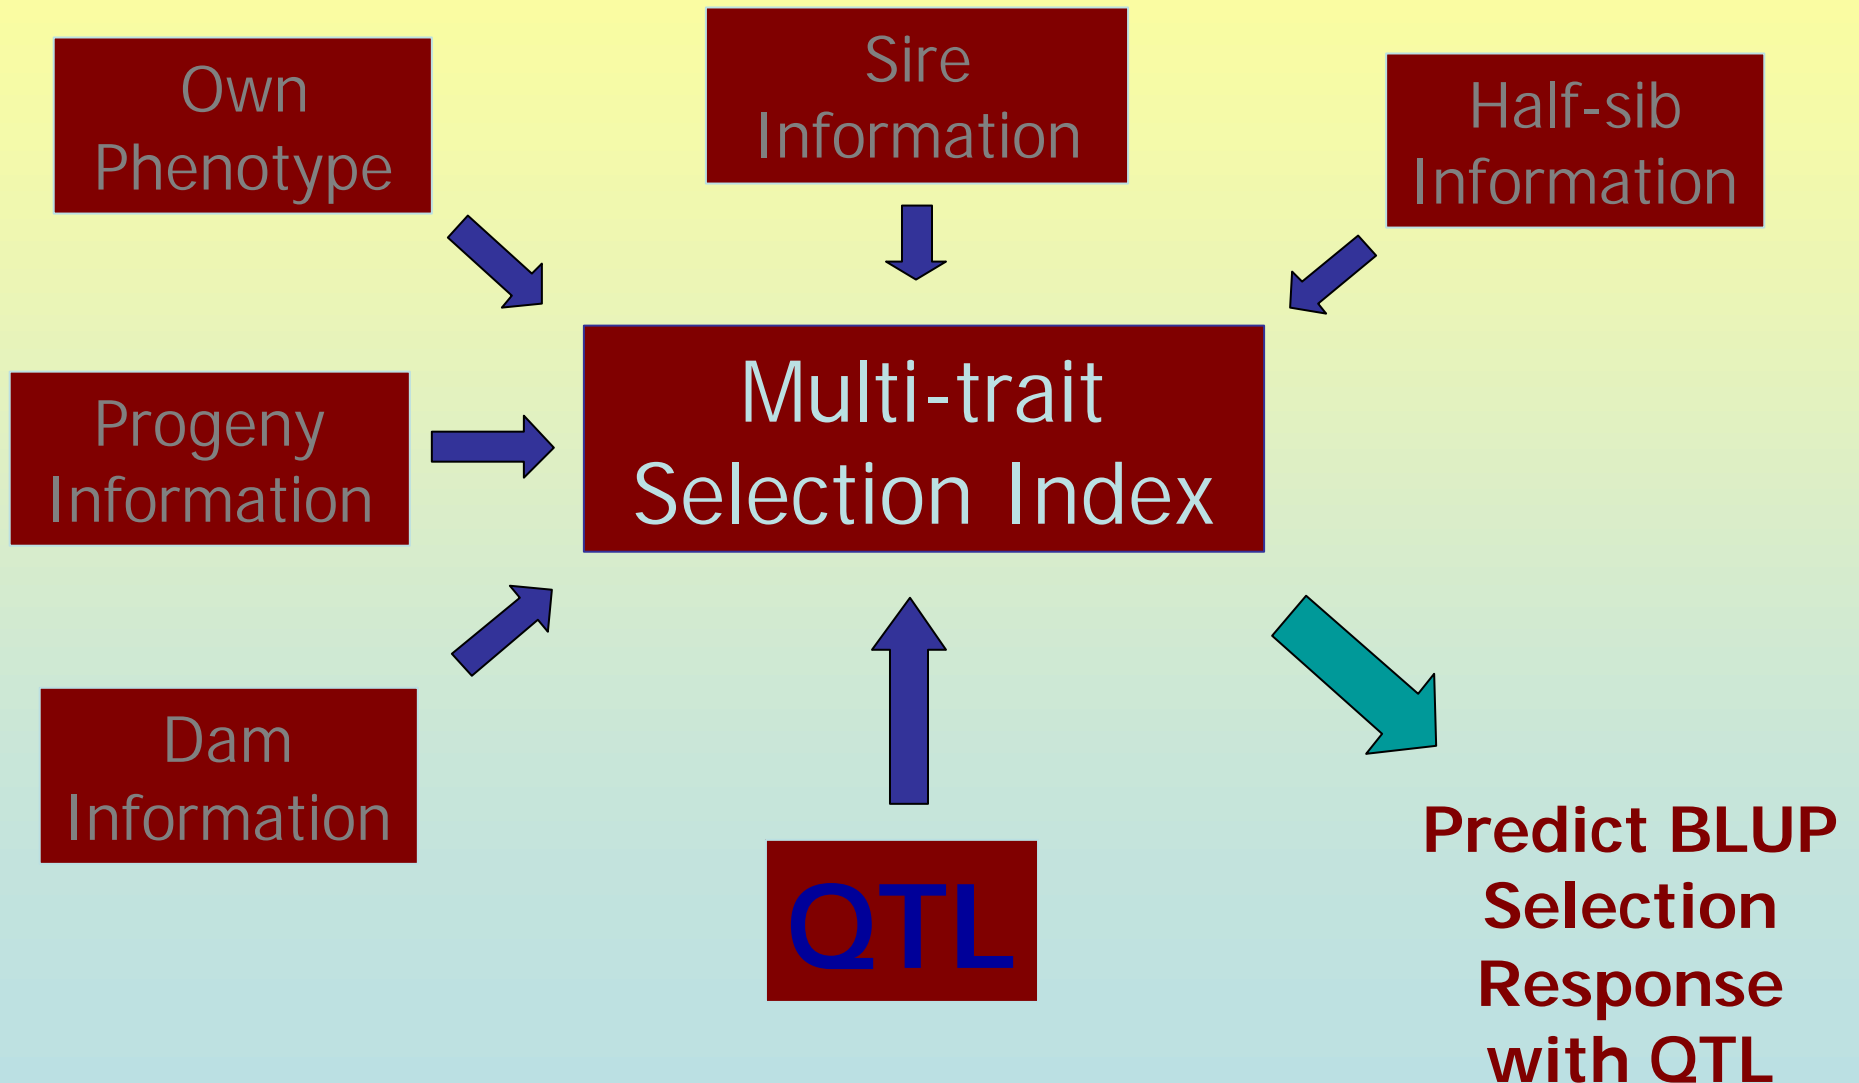 Own
Phenotype
Sire
Information
Half-sib
Information
Multi-trait
Selection Index
Progeny
Information
Dam
Information
QTL
Predict BLUP
Selection
Response
with QTL